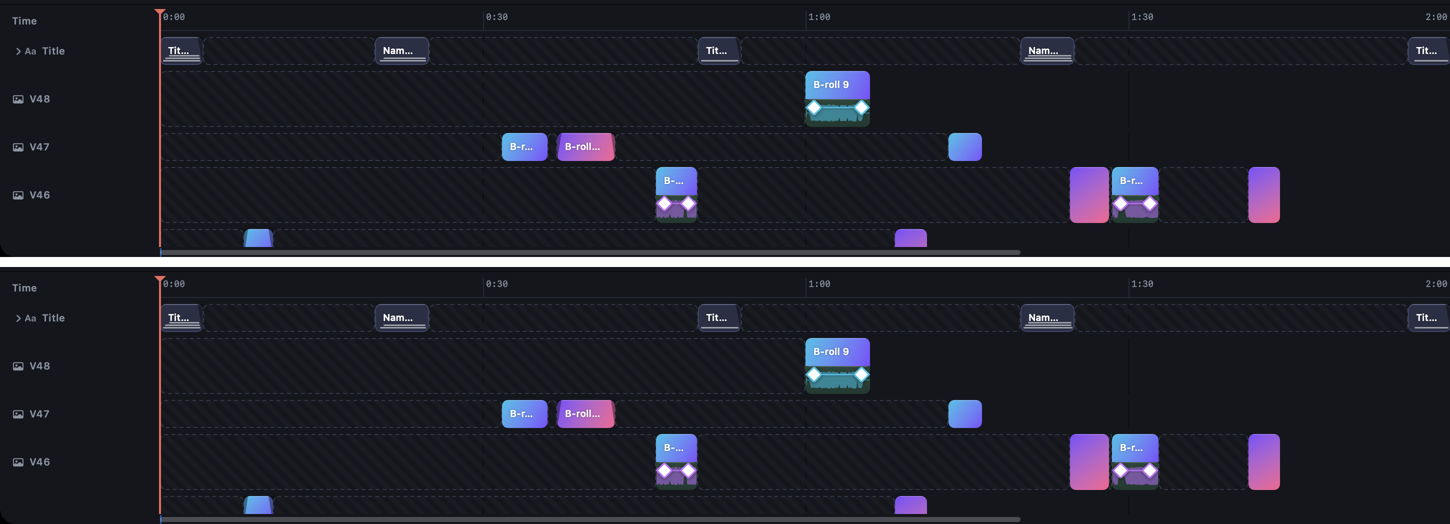 Time
0:00 0:30 1:00 1:30 2:00
Aa Title
Tit... Nam... Tit... Nam... Tit...
V48
B-roll 9
V47
B-r... B-roll...
V46
B-... B-r...
Time
0:00 0:30 1:00 1:30 2:00
Aa Title
Tit... Nam... Tit... Nam... Tit...
V48
B-roll 9
V47
B-r... B-roll...
V46
B-... B-r...